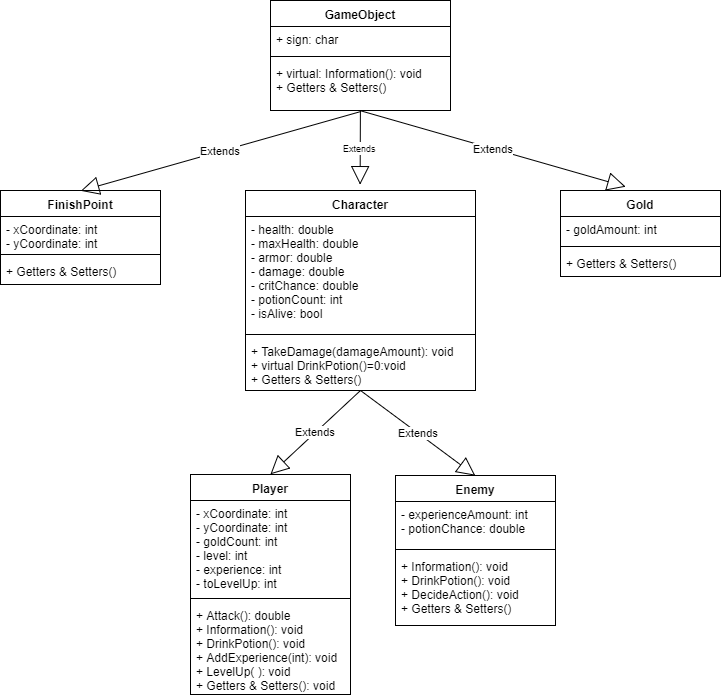 GameObject
+ sign: char
+ virtual: Information(): void
+ Getters & Setters()
Extends
Extends
Extends
FinishPoint
- xCoordinate: int
- yCoordinate: int
+ Getters & Setters()
Character
- health: double
- maxHealth: double
- armor: double
- damage: double
- critChance: double
- potionCount: int
- isAlive: bool
+ TakeDamage(damageAmount): void
+ virtual DrinkPotion()=0:void
+ Getters & Setters()
Gold
- goldAmount: int
+ Getters & Setters()
Extends
Extends
Player
- xCoordinate: int
- yCoordinate: int
- goldCount: int
- level: int
- experience: int
- toLevelUp: int
+ Attack(): double
+ Information(): void
+ DrinkPotion(): void
+ AddExperience(int): void
+ LevelUp( ): void
+ Getters & Setters(): void
Enemy
- experienceAmount: int
- potionChance: double
+ Information(): void
+ DrinkPotion(): void
+ DecideAction(): void
+ Getters & Setters()